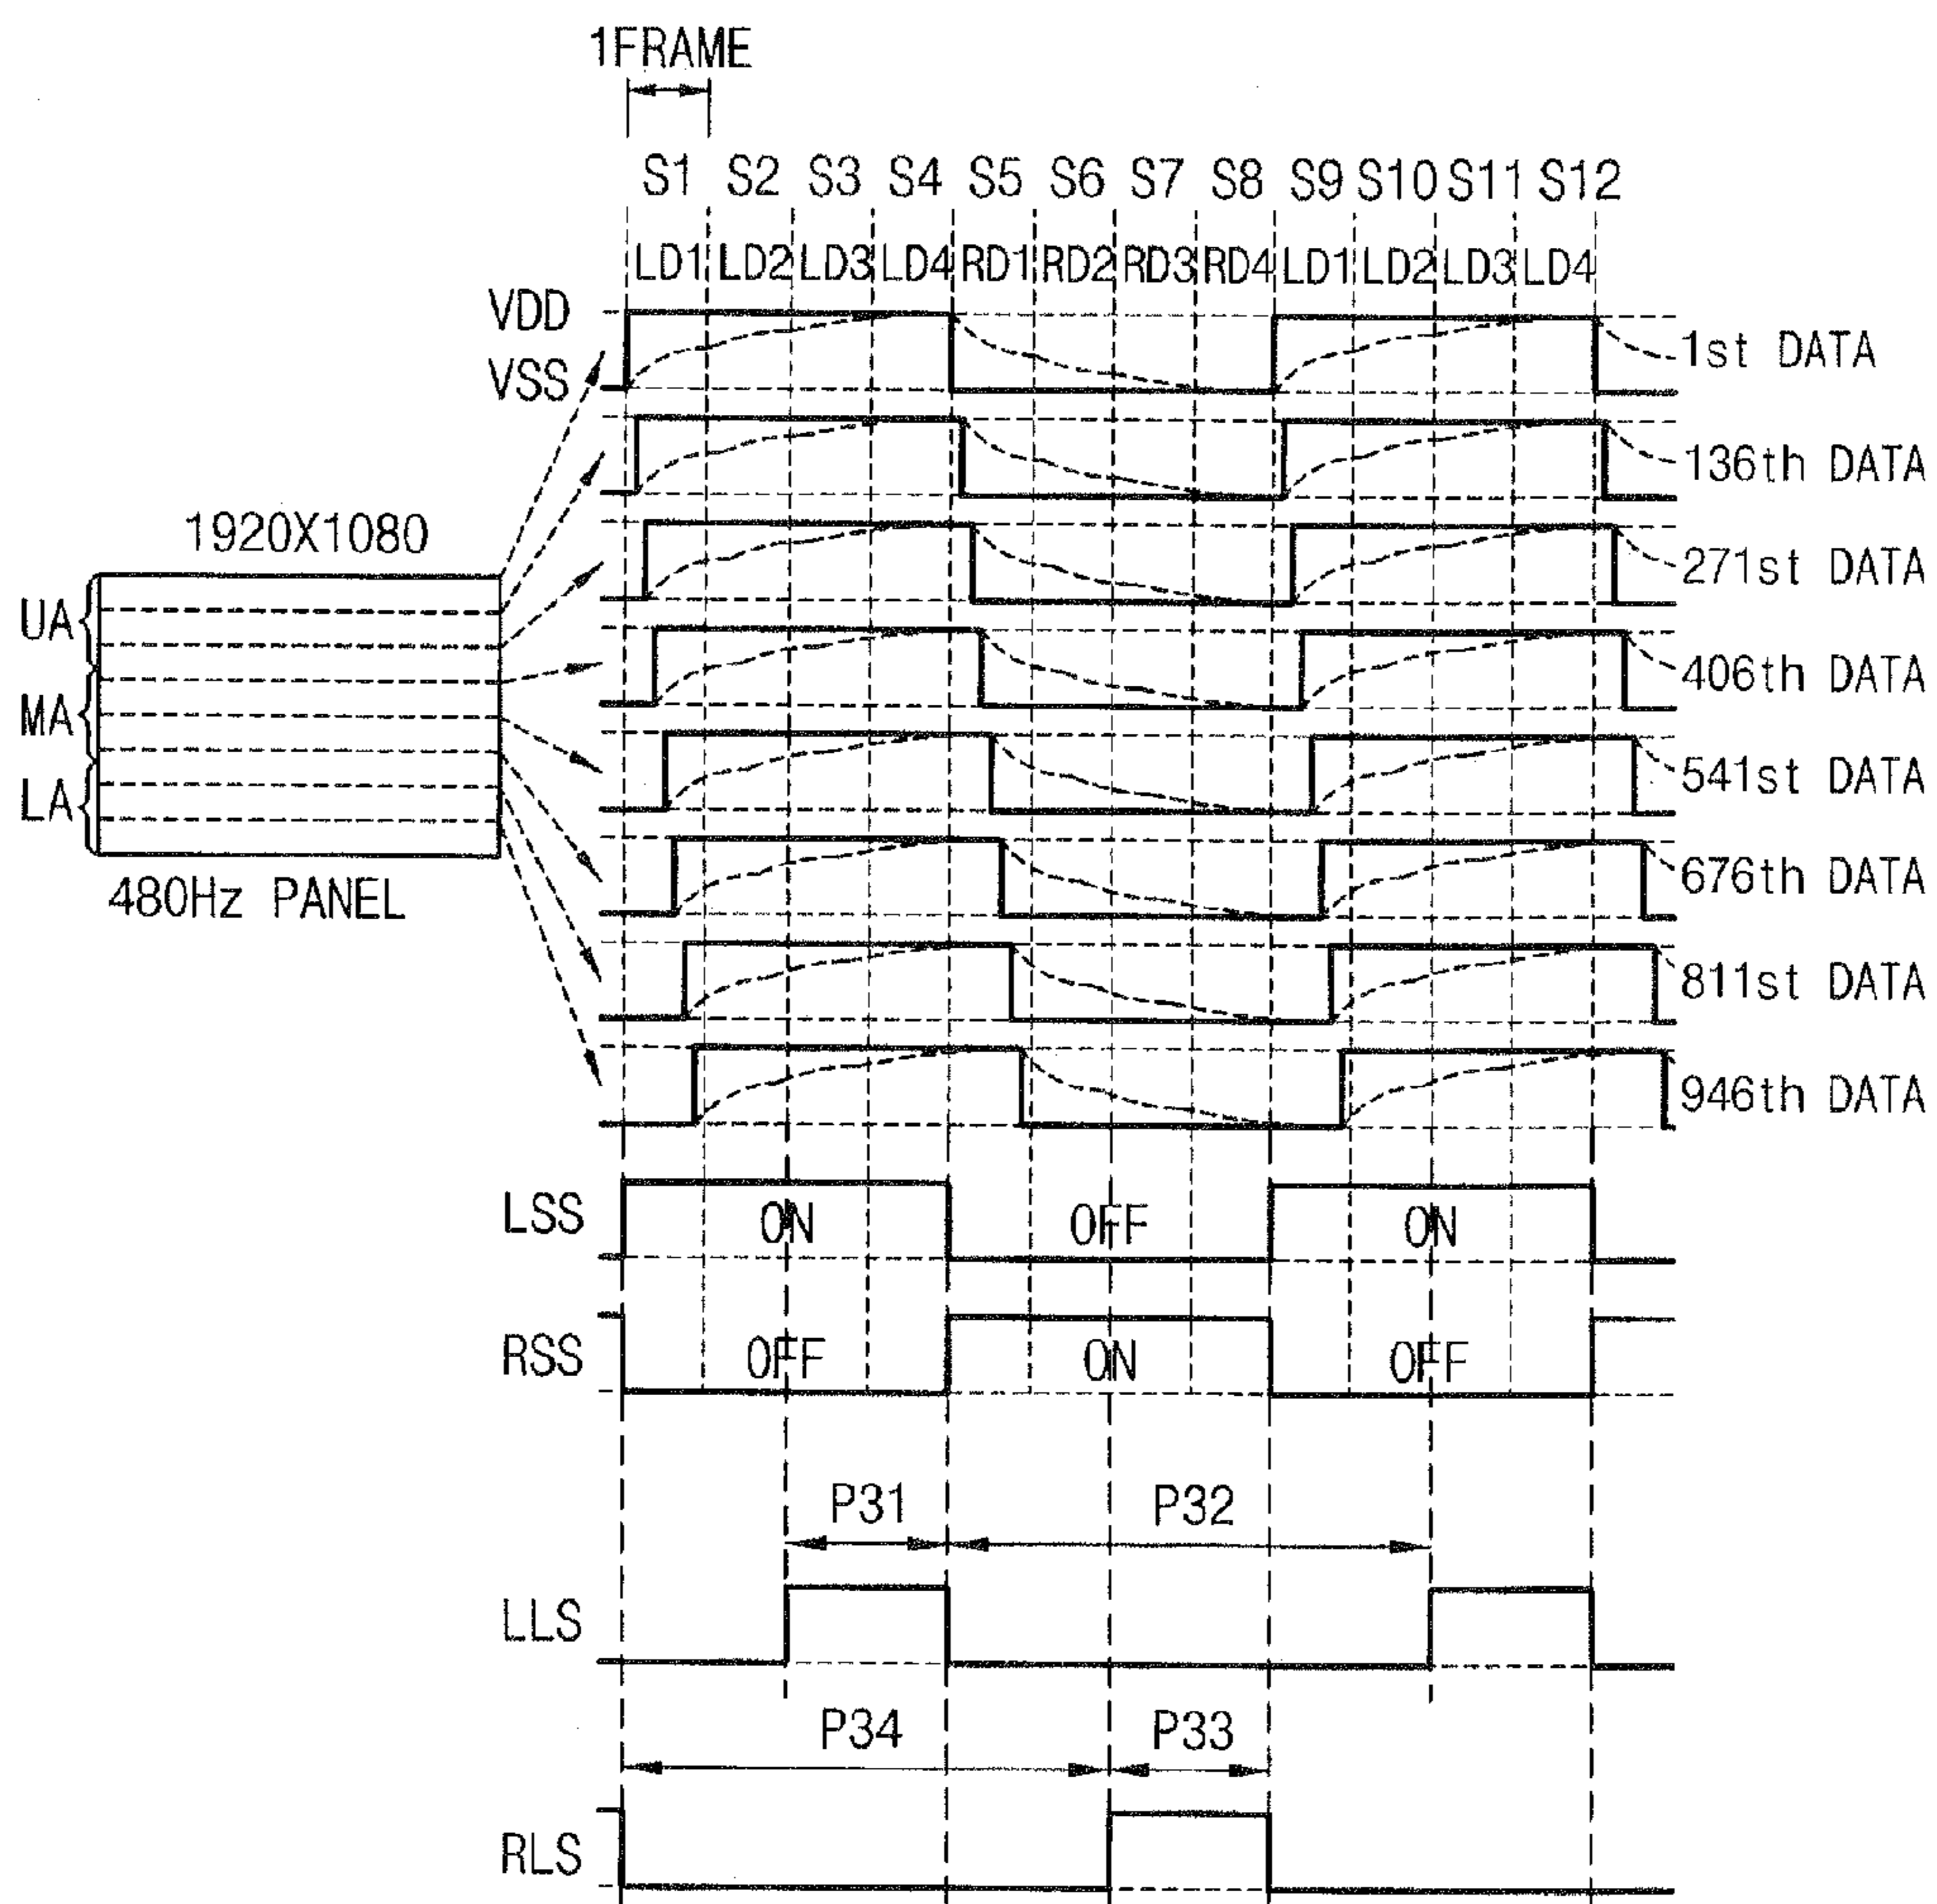 1FRAME
S1 S2 S3 S4 S5 S6 S7 S8 S9 S10 S11 S12
LD1 LD2 LD3 LD4 RD1 RD2 RD3 RD4 LD1 LD2 LD3 LD4
VDD
VSS
1st DATA
136th DATA
1920X1080
271st DATA
UA
406th DATA
MA
541st DATA
LA
676th DATA
480Hz PANEL
811st DATA
946th DATA
LSS ON OFF ON
RSS OFF ON OFF
P31 P32
LLS
P34 P33
RLS